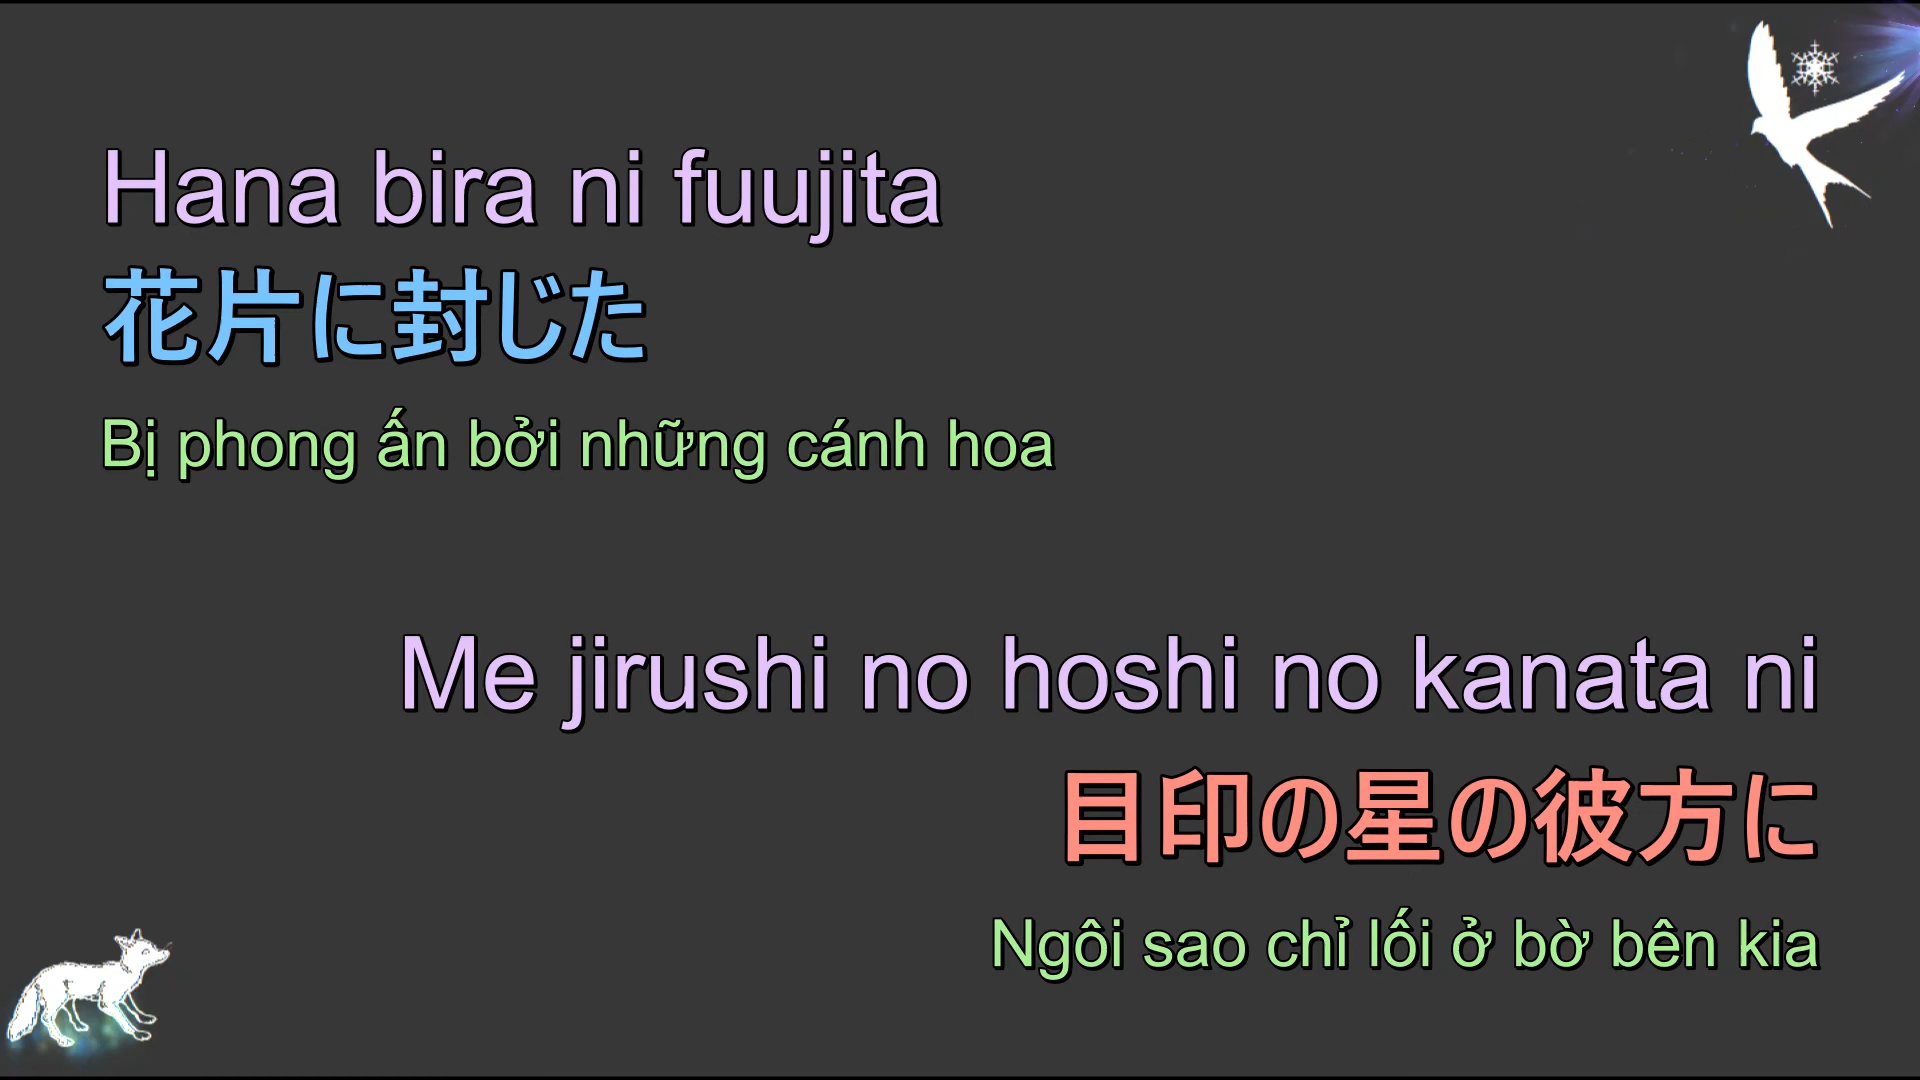 Hana bira ni fuujita
花片に封じた
Bị phong ấn bởi những cánh hoa
Me jirushi no hoshi no kanata ni
目印の星の彼方に
Ngôi sao chỉ lối ở bờ bên kia